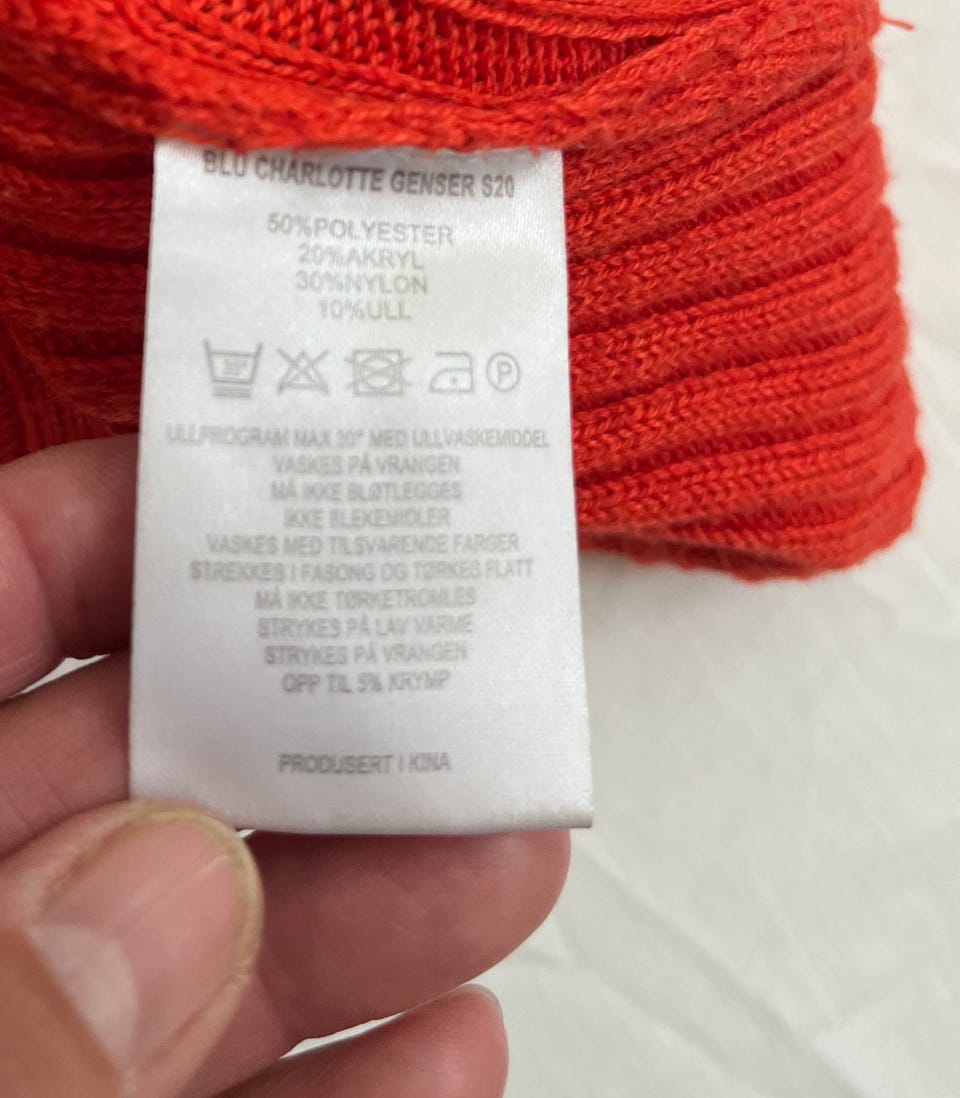 BLU CHARLOTTE GENSER S20
50%POLYESTER
20%AKRYL
30%NYLON
10%ULL
30°
P
ULLPROGRAM MAX 30° MED ULLVASKEMIDDEL
VASKES PÅ VRANGEN
MÅ IKKE BLØTLEGGES
IKKE BLEKEMIDLER
VASKES MED TILSVARENDE FARGER
STREKKES I FASONG OG TØRKES FLATT
MÅ IKKE TØRKETROMLES
STRYKES PÅ LAV VARME
STRYKES PÅ VRANGEN
OPP TIL 5% KRYMP
PRODUSERT I KINA